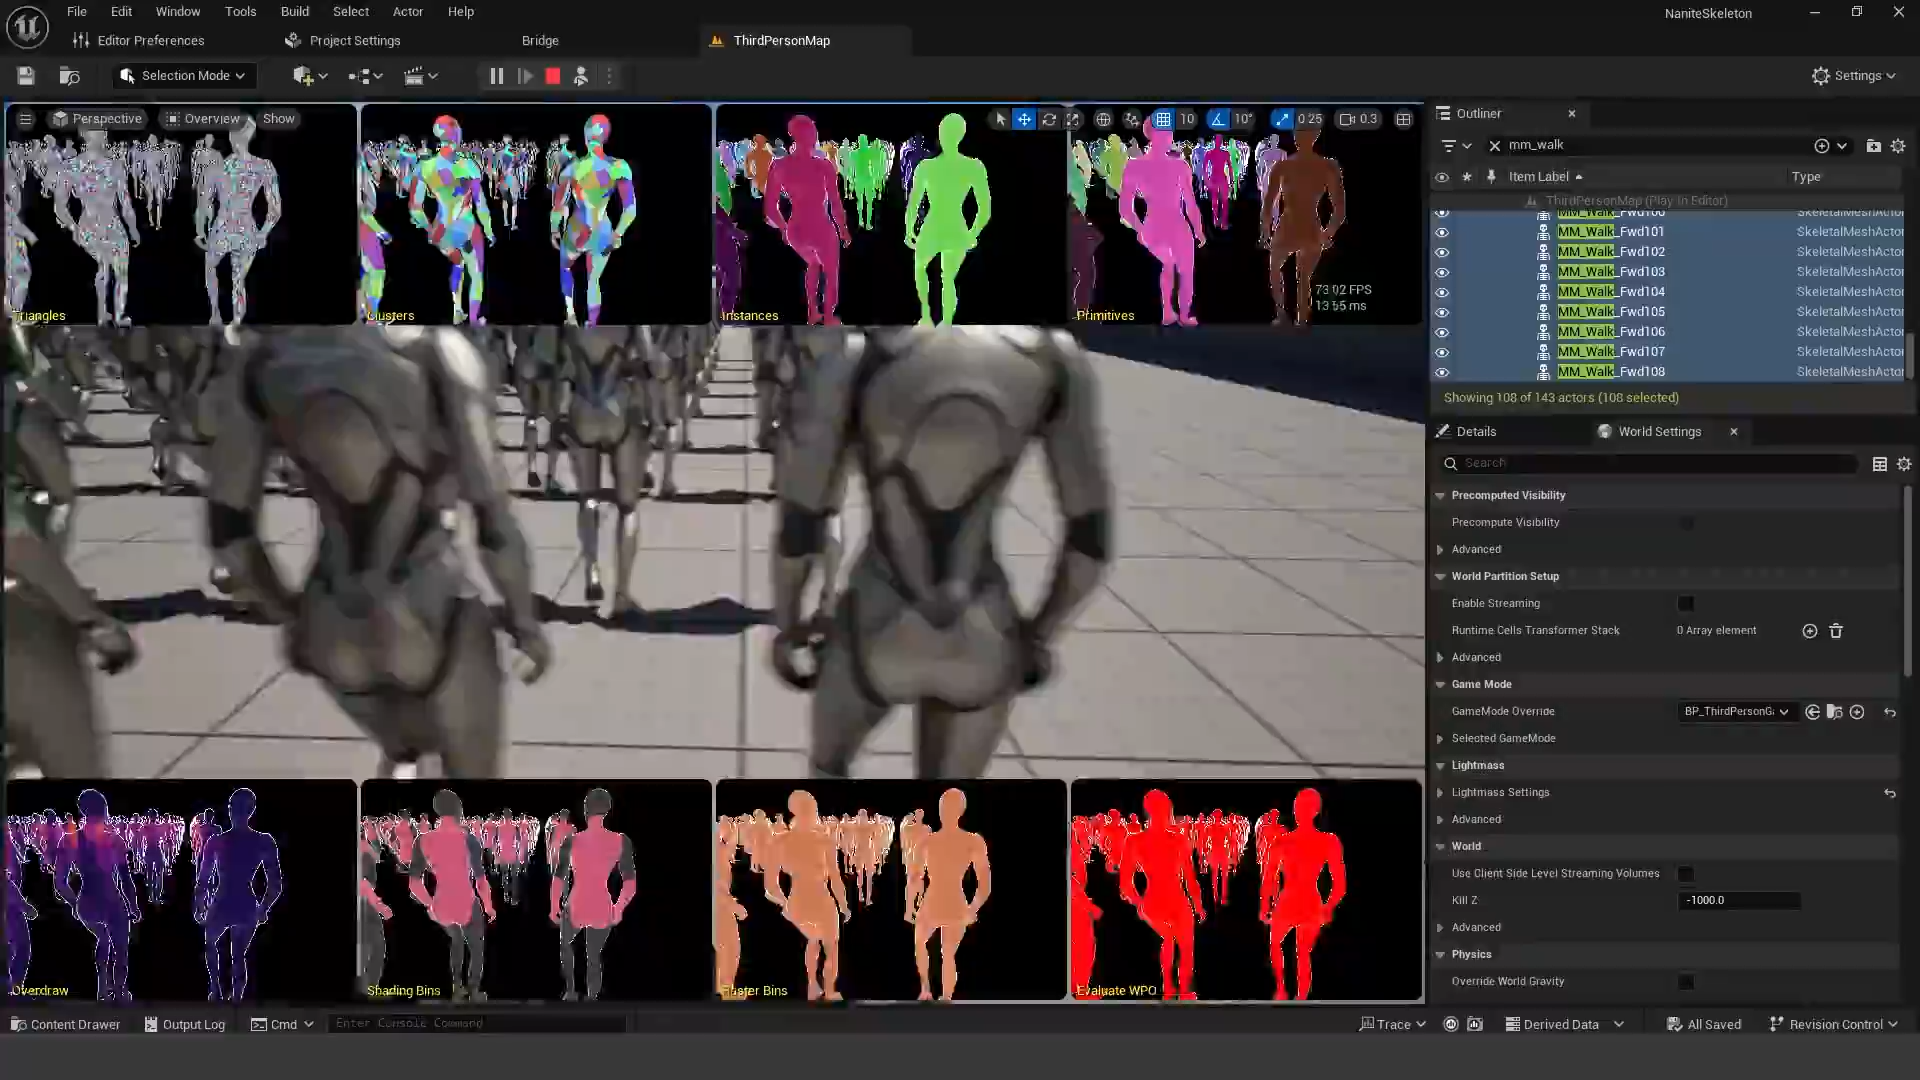 File Edit Window Tools Build Select Actor Help
NaniteSkeleton
Editor Preferences
Project Settings
Bridge
ThirdPersonMap
Selection Mode
Settings
Perspective
Overview
Show
10
10°
0.25
0.3
Triangles
Clusters
Instances
Primitives
73.02 FPS
Overdraw
Shading Bins
Raster Bins
Evaluate WPO
Outliner
mm_walk
Item Label
Type
ThirdPersonMap (Play In Editor)
MM_Walk_Fwd100 SkeletalMeshActor
MM_Walk_Fwd101 SkeletalMeshActor
MM_Walk_Fwd102 SkeletalMeshActor
MM_Walk_Fwd103 SkeletalMeshActor
MM_Walk_Fwd104 SkeletalMeshActor
MM_Walk_Fwd105 SkeletalMeshActor
MM_Walk_Fwd106 SkeletalMeshActor
MM_Walk_Fwd107 SkeletalMeshActor
MM_Walk_Fwd108 SkeletalMeshActor
Showing 108 of 143 actors (108 selected)
Details
World Settings
Search
Precomputed Visibility
Precompute Visibility
Advanced
World Partition Setup
Enable Streaming
Runtime Cells Transformer Stack 0 Array element
Advanced
Game Mode
GameMode Override BP_ThirdPersonGa
Selected GameMode
Lightmass
Lightmass Settings
Advanced
World
Use Client Side Level Streaming Volumes
Kill Z -1000.0
Advanced
Physics
Override World Gravity
Content Drawer
Output Log
Cmd
Enter Console Command
Trace
Derived Data
All Saved
Revision Control